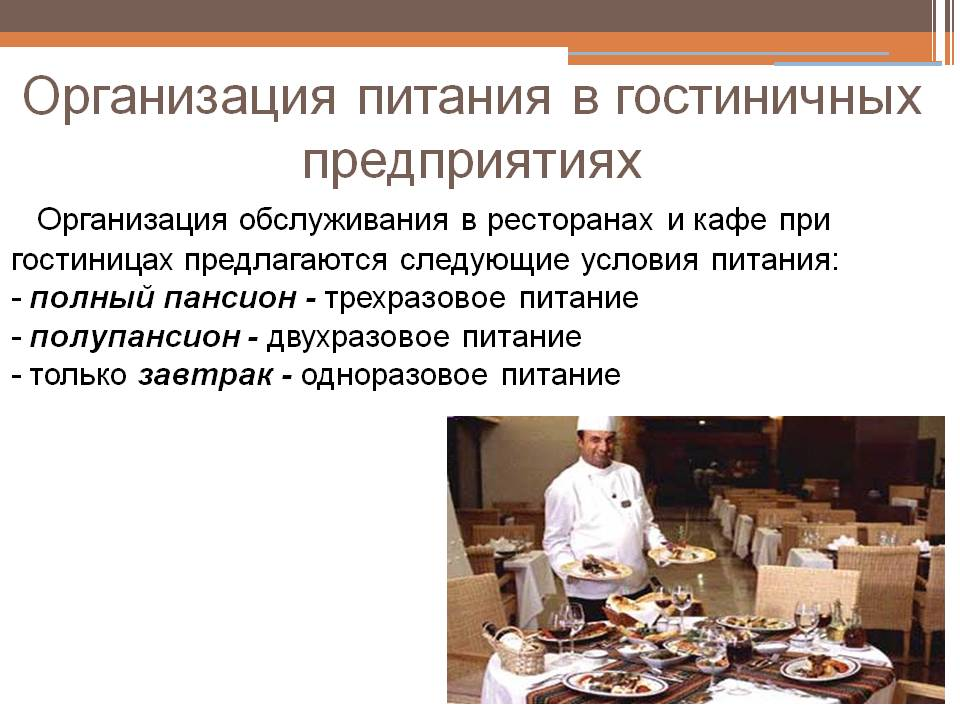 Организация питания в гостиничных
предприятиях
Организация обслуживания в ресторанах и кафе при
гостиницах предлагаются следующие условия питания:
- полный пансион - трехразовое питание
- полупансион - двухразовое питание
- только завтрак - одноразовое питание